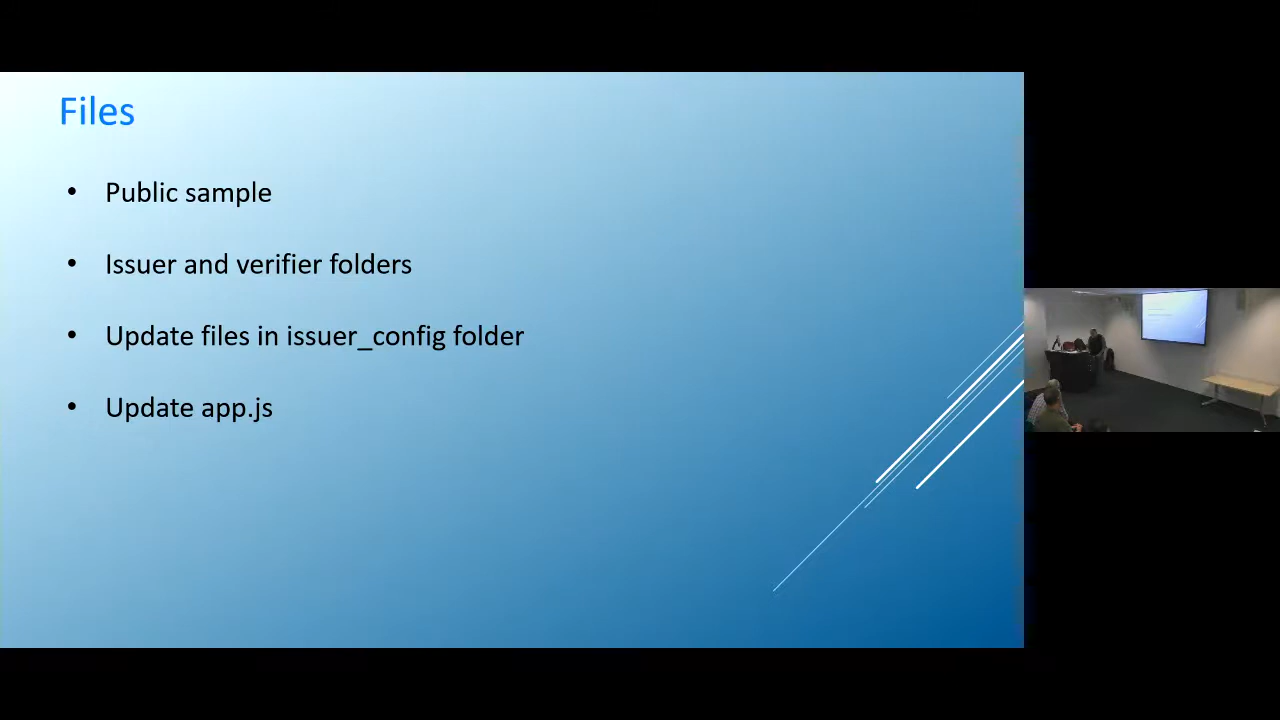 Files
• Public sample
• Issuer and verifier folders
• Update files in issuer_config folder
• Update app.js